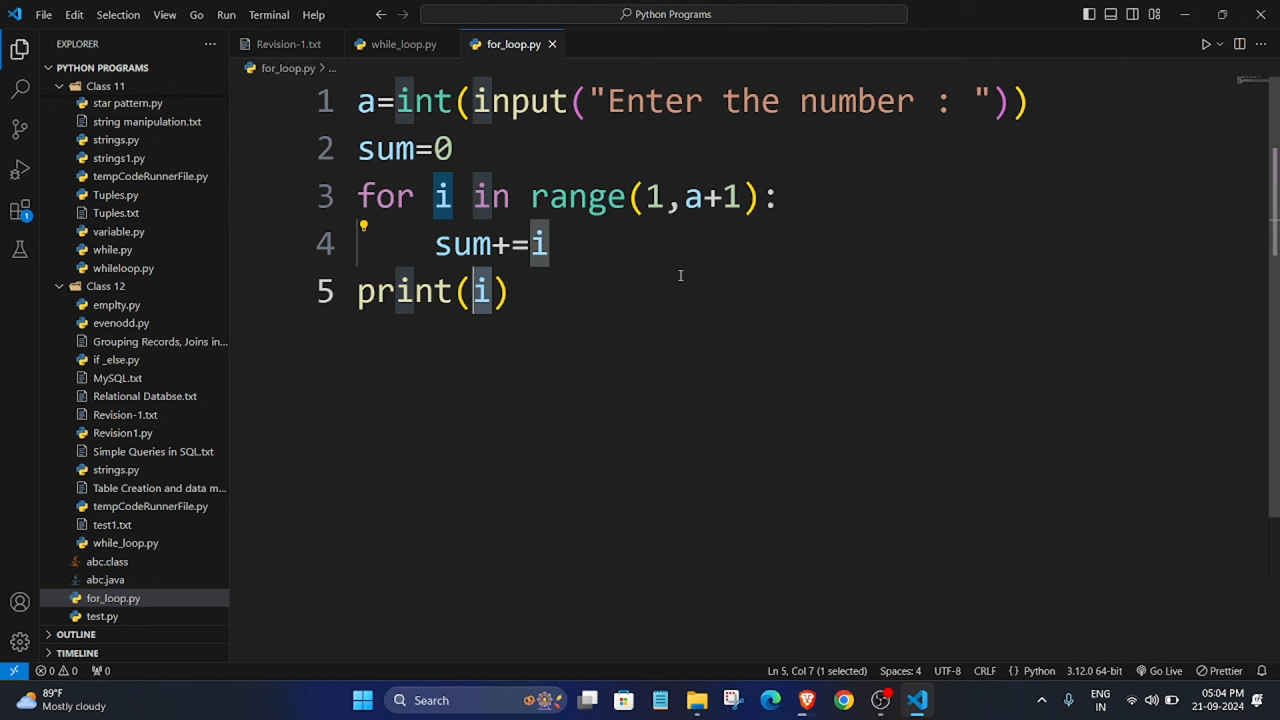 File Edit Selection View Go Run Terminal Help
Python Programs
EXPLORER
Revision-1.txt while_loop.py for_loop.py
PYTHON PROGRAMS
for_loop.py > ...
Class 11
star pattern.py
string manipulation.txt
strings.py
strings1.py
tempCodeRunnerFile.py
Tuples.py
Tuples.txt
variable.py
while.py
whileloop.py
Class 12
emplty.py
evenodd.py
Grouping Records, Joins in...
if _else.py
MySQL.txt
Relational Databse.txt
Revision-1.txt
Revision1.py
Simple Queries in SQL.txt
strings.py
Table Creation and data m...
tempCodeRunnerFile.py
test1.txt
while_loop.py
abc.class
abc.java
for_loop.py
test.py
OUTLINE
TIMELINE
1 a=int(input("Enter the number : "))
2 sum=0
3 for i in range(1,a+1):
4 sum+=i
5 print(i)
1
0 0 0 Ln 5, Col 7 (1 selected) Spaces: 4 UTF-8 CRLF { } Python 3.12.0 64-bit Go Live Prettier
89°F
Mostly cloudy
Search
ENG
IN
05:04 PM
21-09-2024